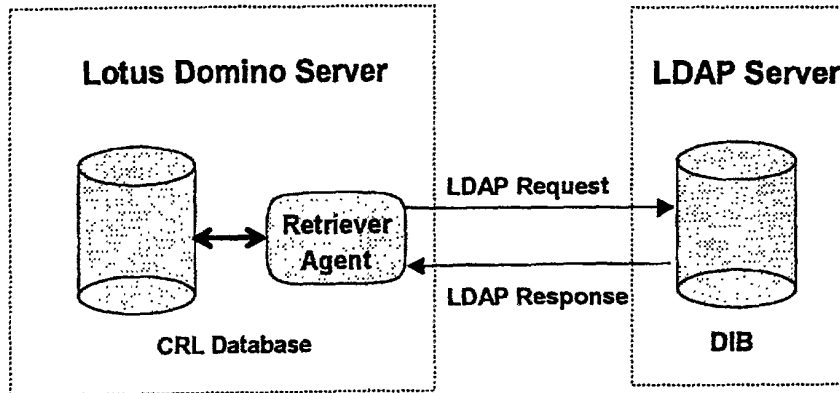 Lotus Domino Server
LDAP Server
LDAP Request
Retriever
Agent
LDAP Response
CRL Database
DIB